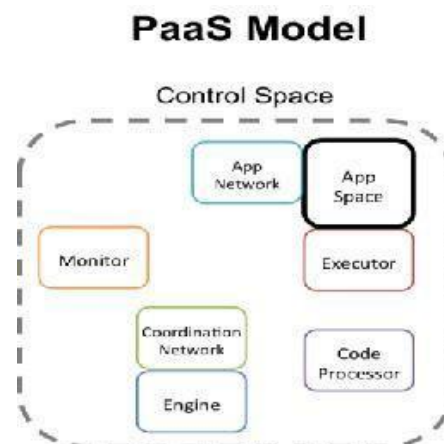 PaaS Model
Control Space
App
Network
App
Space
Monitor
Executor
Coordination
Network
Code
Processor
Engine